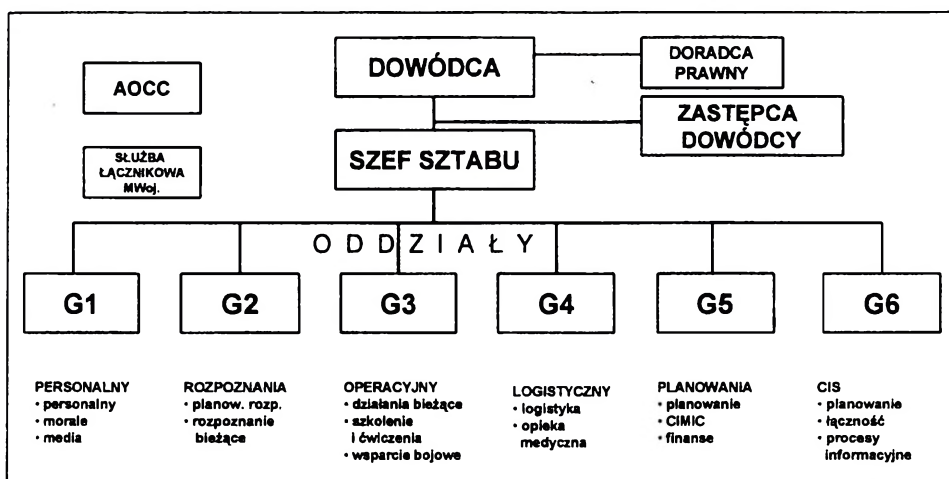 DOWÓDCA
DORADCA
PRAWNY
AOCC
ZASTĘPCA
DOWÓDCY
SŁUŻBA
ŁĄCZNIKOWA
MWoj.
SZEF SZTABU
ODDZIAŁY
G1
G2
G3
G4
G5
G6
PERSONALNY
• personalny
• morale
• media
ROZPOZNANIA
• planow. rozp.
• rozpoznanie
bieżące
OPERACYJNY
• działania bieżące
• szkolenie
i ćwiczenia
• wsparcie bojowe
LOGISTYCZNY
• logistyka
• opieka
medyczna
PLANOWANIA
• planowanie
• CIMIC
• finanse
CIS
• planowanie
• łączność
• procesy
informacyjne